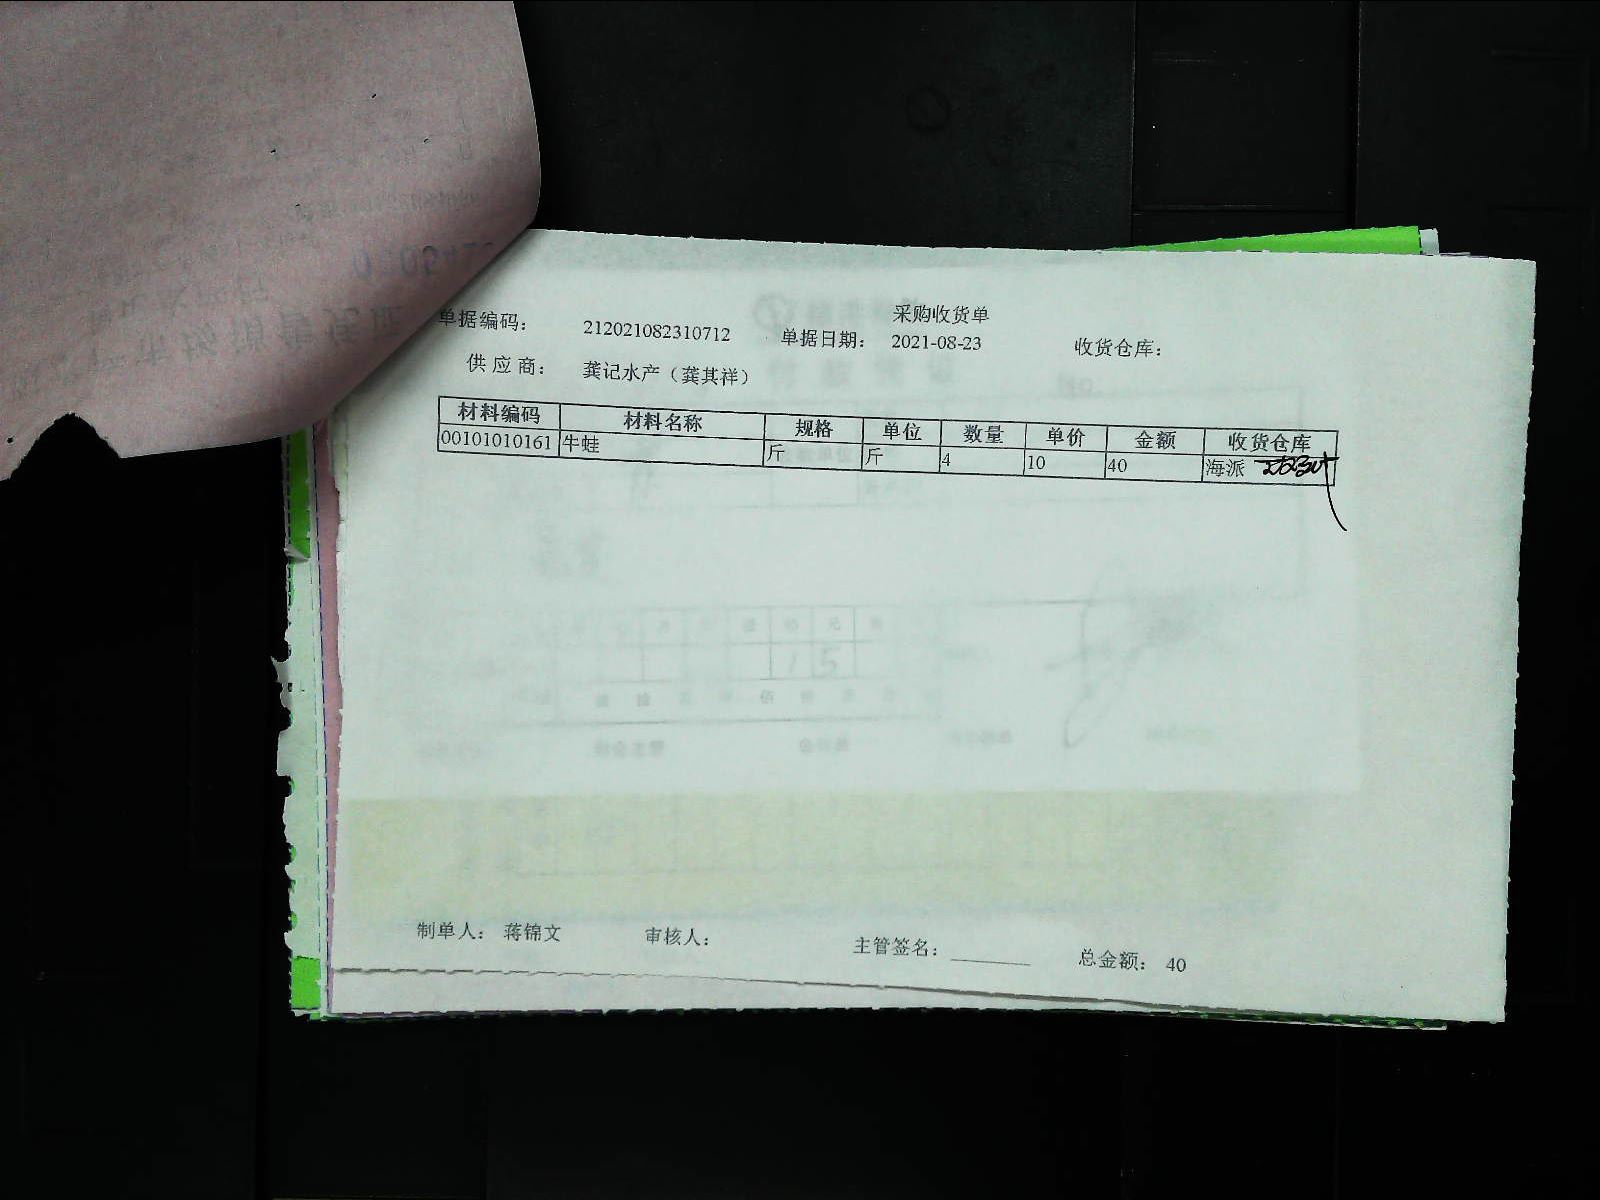 采购收货单
单据编码： 212021082310712 单据日期： 2021-08-23 收货仓库：
供 应 商： 龚记水产（龚其祥）
材料编码 材料名称 规格 单位 数量 单价 金额 收货仓库
00101010161 牛蛙 斤 斤 4 10 40 海派
制单人： 蒋锦文 审核人： 主管签名： 总金额： 40